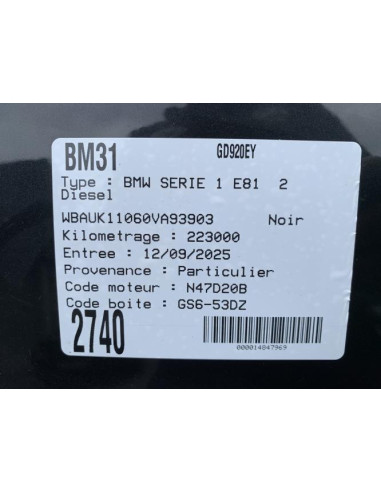 BM31 GD920EY
Type : BMW SERIE 1 E81 2
Diesel
WBAUK11060VA93903 Noir
Kilometrage : 223000
Entree : 12/09/2025
Provenance : Particulier
Code moteur : N47D20B
Code boite : GS6-53DZ
2740
000014847969